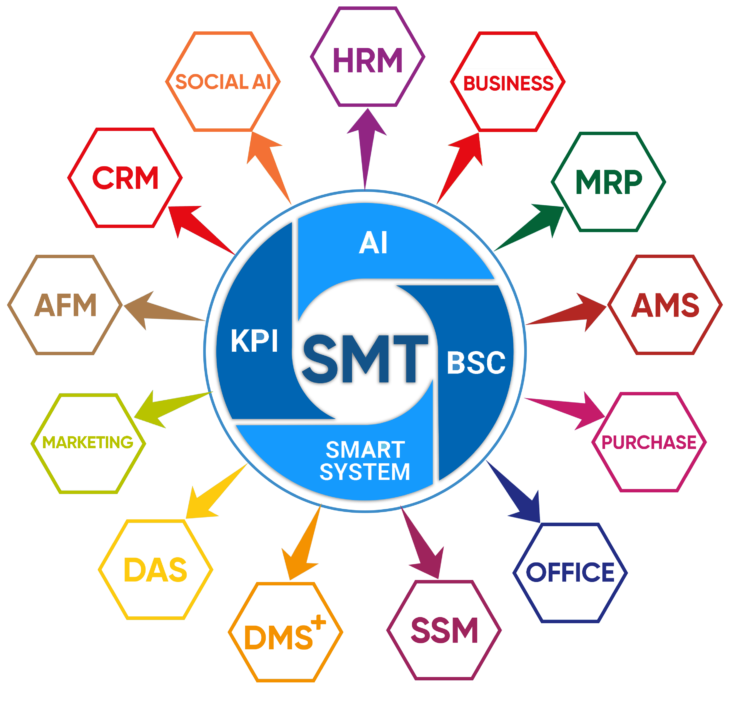 HRM
SOCIAL AI
BUSINESS
CRM
MRP
AI
AFM
AMS
KPI
SMT
BSC
MARKETING
PURCHASE
SMART
SYSTEM
DAS
OFFICE
DMS+
SSM